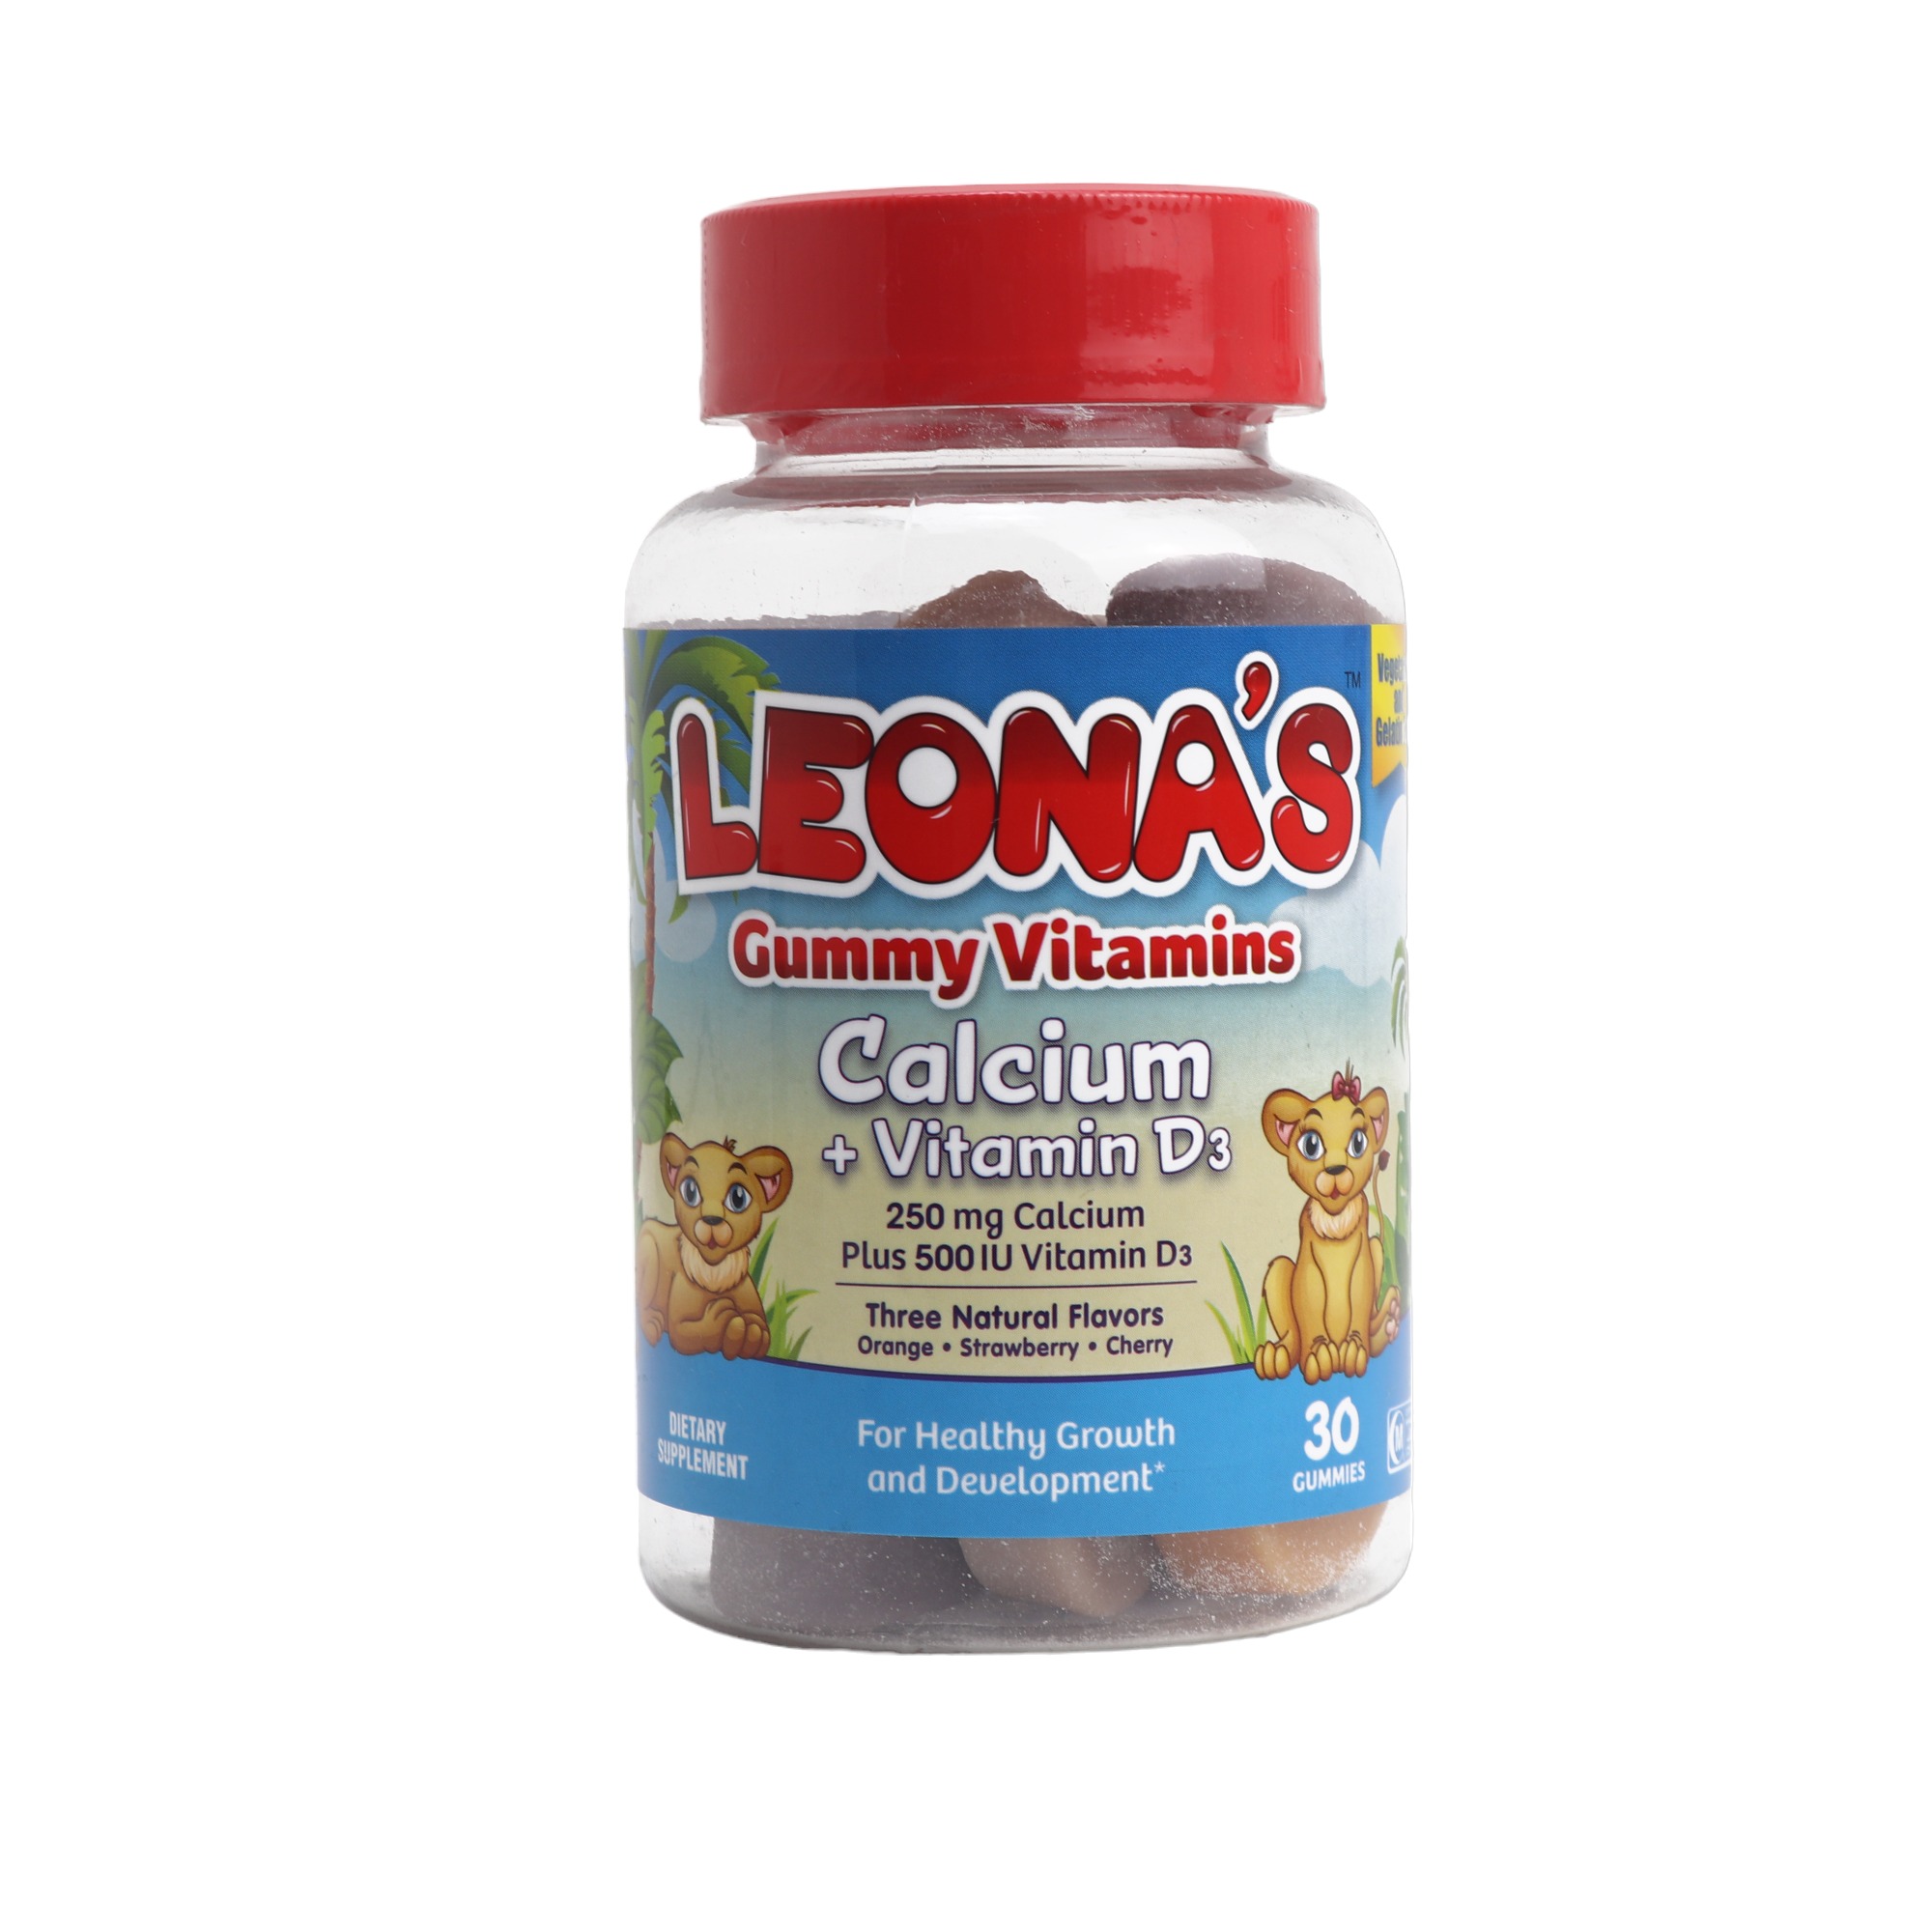 LEONA'S™
Gummy Vitamins
Calcium
+ Vitamin D3
250 mg Calcium
Plus 500 IU Vitamin D3
Three Natural Flavors
Orange • Strawberry • Cherry
DIETARY
SUPPLEMENT
For Healthy Growth
and Development*
30
GUMMIES